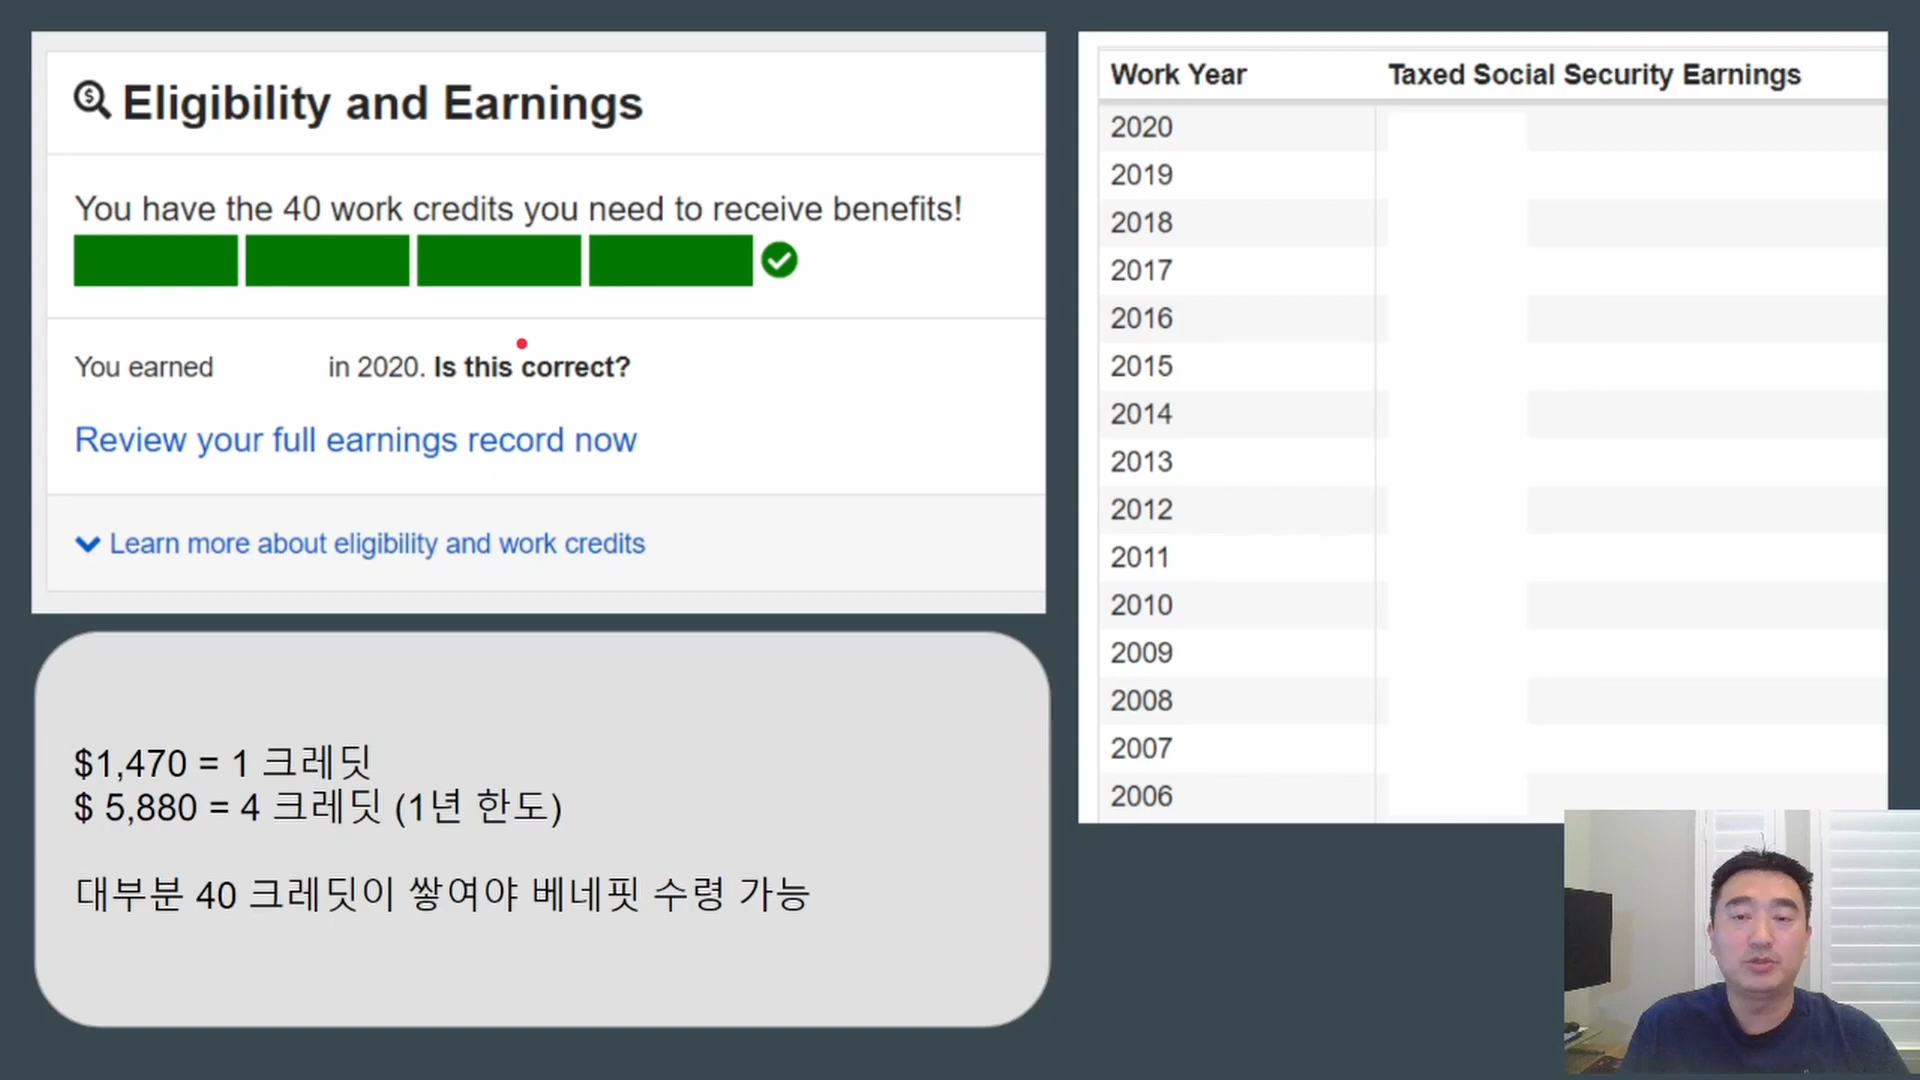 Eligibility and Earnings
You have the 40 work credits you need to receive benefits!
You earned in 2020. Is this correct?
Review your full earnings record now
Learn more about eligibility and work credits
$1,470 = 1 크레딧
$ 5,880 = 4 크레딧 (1년 한도)
대부분 40 크레딧이 쌓여야 베네핏 수령 가능
Work Year Taxed Social Security Earnings
2020
2019
2018
2017
2016
2015
2014
2013
2012
2011
2010
2009
2008
2007
2006